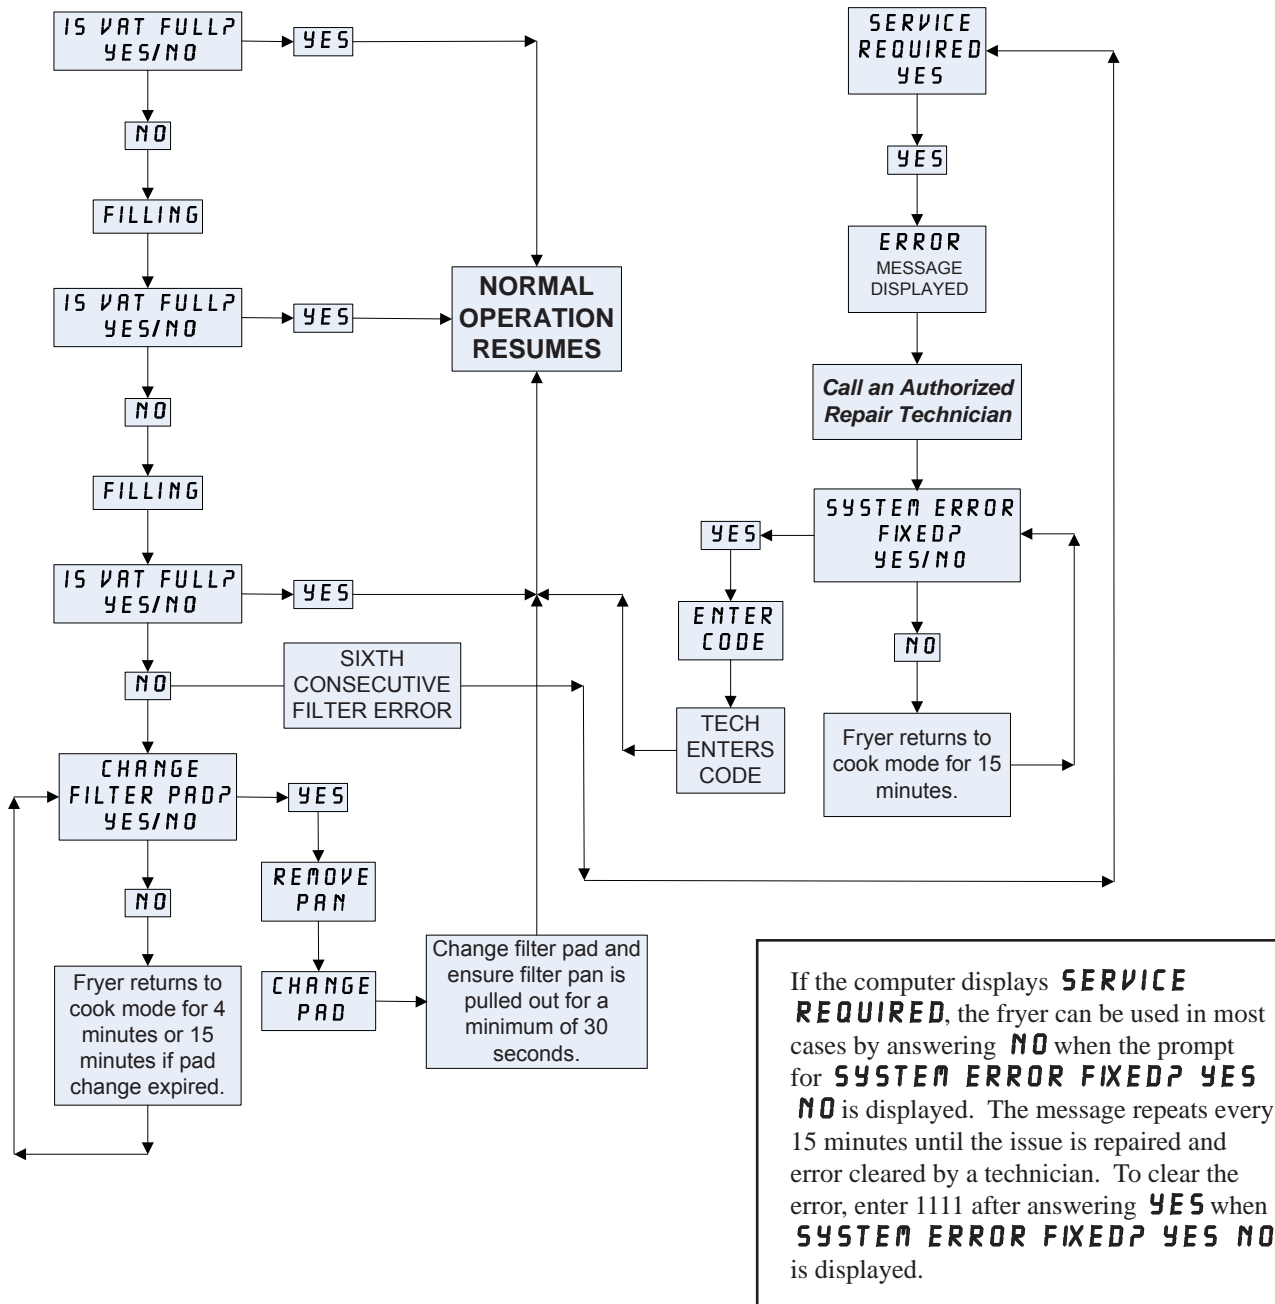 IS VAT FULL?
YES/NO
YES
NO
FILLING
IS VAT FULL?
YES/NO
YES
NO
FILLING
IS VAT FULL?
YES/NO
YES
NO
SIXTH
CONSECUTIVE
FILTER ERROR
CHANGE
FILTER PAD?
YES/NO
YES
NO
REMOVE
PAN
CHANGE
PAD
Fryer returns to
cook mode for 4
minutes or 15
minutes if pad
change expired.
Change filter pad and
ensure filter pan is
pulled out for a
minimum of 30
seconds.
NORMAL
OPERATION
RESUMES
SERVICE
REQUIRED
YES
YES
ERROR
MESSAGE
DISPLAYED
Call an Authorized
Repair Technician
SYSTEM ERROR
FIXED?
YES/NO
YES
ENTER
CODE
TECH
ENTERS
CODE
NO
Fryer returns to
cook mode for 15
minutes.
If the computer displays SERVICE
REQUIRED, the fryer can be used in most
cases by answering NO when the prompt
for SYSTEM ERROR FIXED? YES
NO is displayed. The message repeats every
15 minutes until the issue is repaired and
error cleared by a technician. To clear the
error, enter 1111 after answering YES when
SYSTEM ERROR FIXED? YES NO
is displayed.